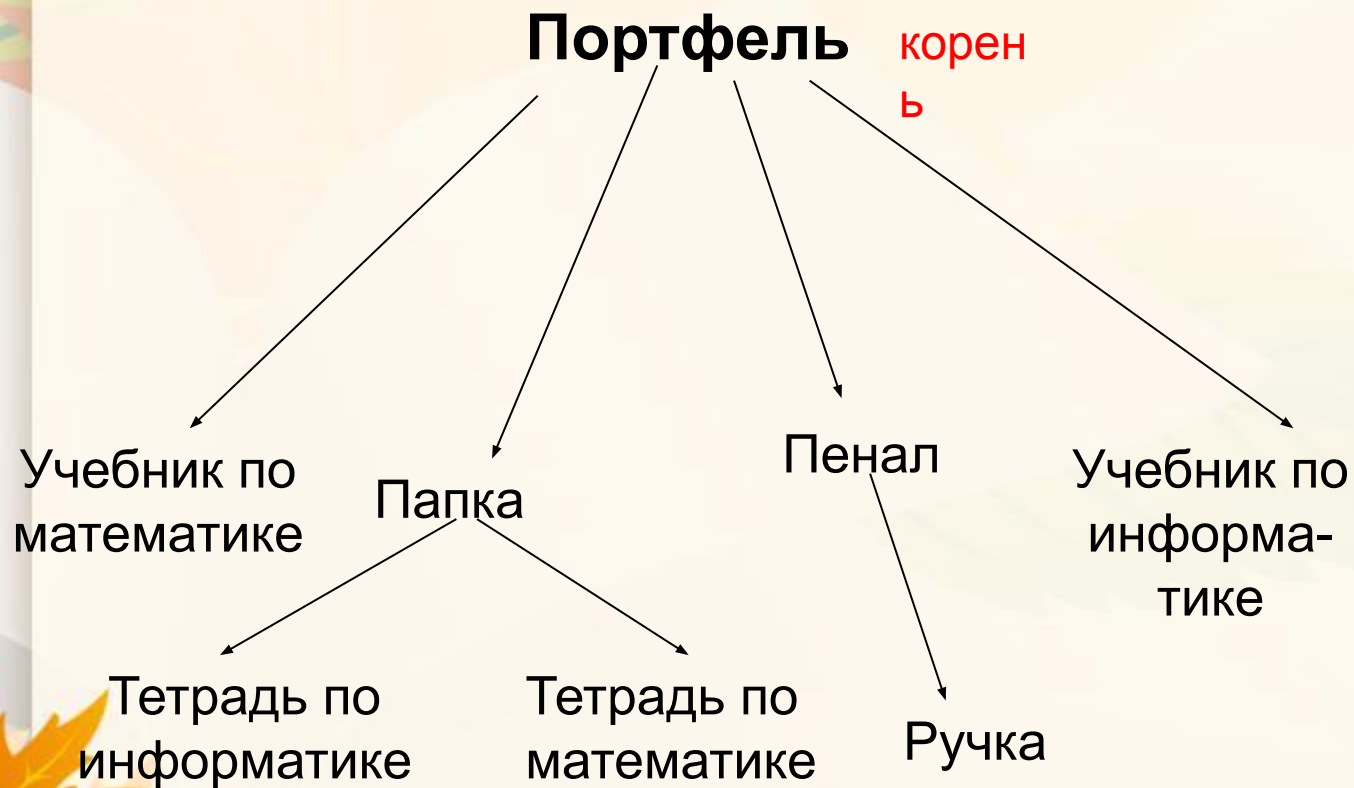 Портфель
корен
ь
Учебник по
математике
Папка
Пенал
Учебник по
информа-
тике
Тетрадь по
информатике
Тетрадь по
математике
Ручка